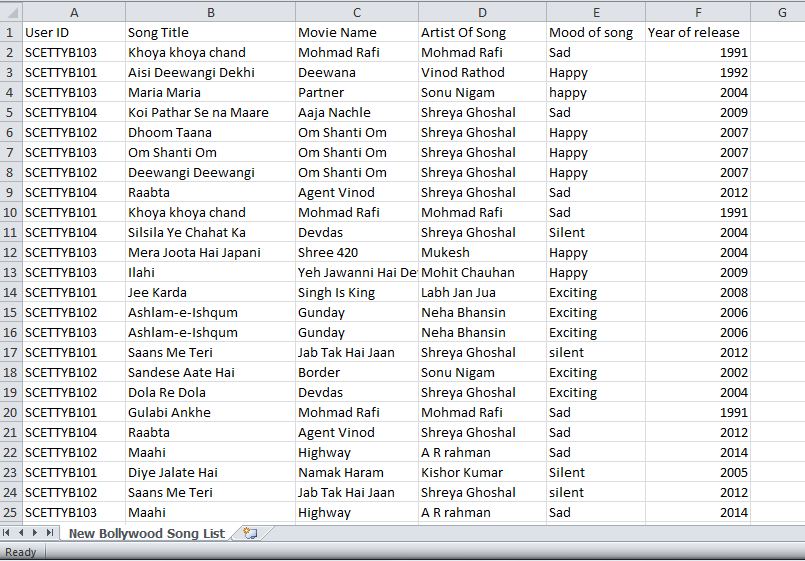 A B C D E F G
1 User ID Song Title Movie Name Artist Of Song Mood of song Year of release
2 SCETTYB103 Khoya khoya chand Mohmad Rafi Mohmad Rafi Sad 1991
3 SCETTYB101 Aisi Deewangi Dekhi Deewana Vinod Rathod Happy 1992
4 SCETTYB103 Maria Maria Partner Sonu Nigam happy 2004
5 SCETTYB104 Koi Pathar Se na Maare Aaja Nachle Shreya Ghoshal Sad 2009
6 SCETTYB102 Dhoom Taana Om Shanti Om Shreya Ghoshal Happy 2007
7 SCETTYB103 Om Shanti Om Om Shanti Om Shreya Ghoshal Happy 2007
8 SCETTYB102 Deewangi Deewangi Om Shanti Om Shreya Ghoshal Happy 2007
9 SCETTYB104 Raabta Agent Vinod Shreya Ghoshal Sad 2012
10 SCETTYB101 Khoya khoya chand Mohmad Rafi Mohmad Rafi Sad 1991
11 SCETTYB104 Silsila Ye Chahat Ka Devdas Shreya Ghoshal Silent 2004
12 SCETTYB103 Mera Joota Hai Japani Shree 420 Mukesh Happy 2004
13 SCETTYB103 Ilahi Yeh Jawanni Hai De Mohit Chauhan Happy 2009
14 SCETTYB101 Jee Karda Singh Is King Labh Jan Jua Exciting 2008
15 SCETTYB102 Ashlam-e-Ishqum Gunday Neha Bhansin Exciting 2006
16 SCETTYB103 Ashlam-e-Ishqum Gunday Neha Bhansin Exciting 2006
17 SCETTYB101 Saans Me Teri Jab Tak Hai Jaan Shreya Ghoshal silent 2012
18 SCETTYB102 Sandese Aate Hai Border Sonu Nigam Exciting 2002
19 SCETTYB102 Dola Re Dola Devdas Shreya Ghoshal Exciting 2004
20 SCETTYB101 Gulabi Ankhe Mohmad Rafi Mohmad Rafi Sad 1991
21 SCETTYB104 Raabta Agent Vinod Shreya Ghoshal Sad 2012
22 SCETTYB102 Maahi Highway A R rahman Sad 2014
23 SCETTYB101 Diye Jalate Hai Namak Haram Kishor Kumar Silent 2005
24 SCETTYB102 Saans Me Teri Jab Tak Hai Jaan Shreya Ghoshal silent 2012
25 SCETTYB103 Maahi Highway A R rahman Sad 2014
New Bollywood Song List
Ready